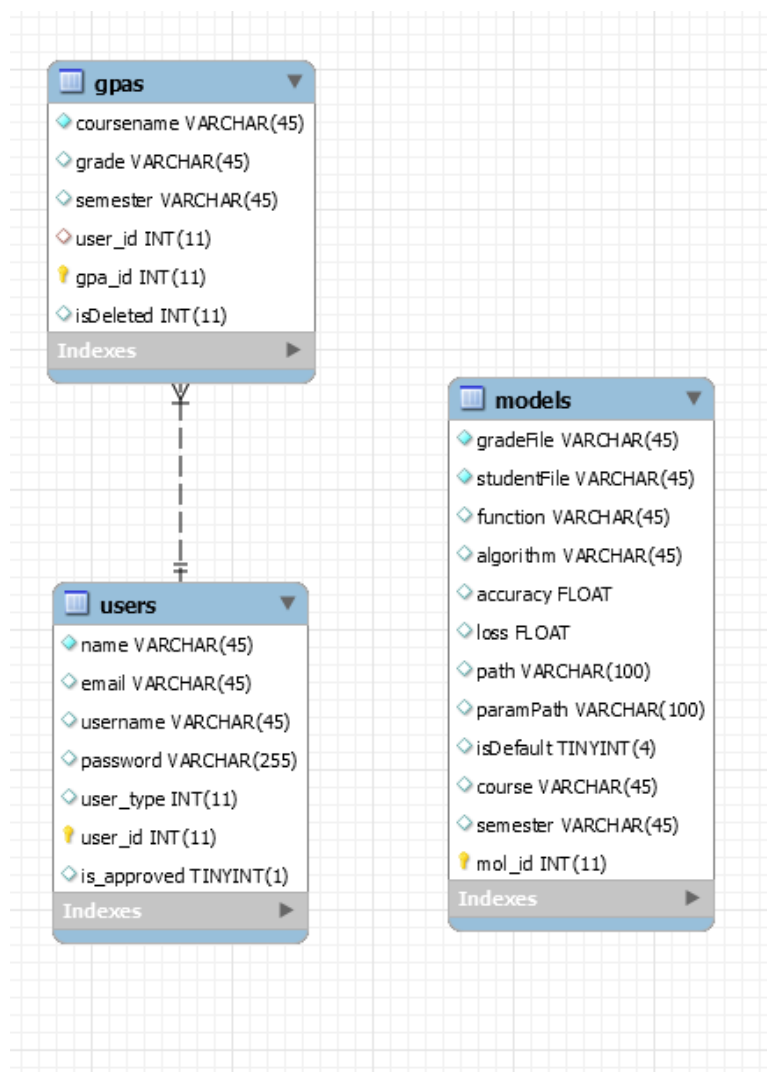 gpas
coursename VARCHAR(45)
grade VARCHAR(45)
semester VARCHAR(45)
user_id INT(11)
gpa_id INT(11)
isDeleted INT(11)
Indexes
users
name VARCHAR(45)
email VARCHAR(45)
username VARCHAR(45)
password VARCHAR(255)
user_type INT(11)
user_id INT(11)
is_approved TINYINT(1)
Indexes
models
gradeFile VARCHAR(45)
studentFile VARCHAR(45)
function VARCHAR(45)
algorithm VARCHAR(45)
accuracy FLOAT
loss FLOAT
path VARCHAR(100)
paramPath VARCHAR(100)
isDefault TINYINT(4)
course VARCHAR(45)
semester VARCHAR(45)
mol_id INT(11)
Indexes